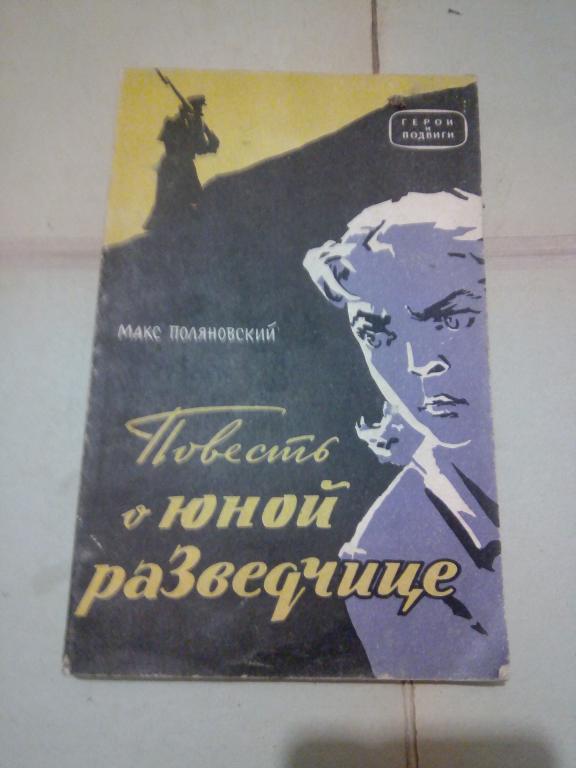 ГЕРОИ
И
ПОДВИГИ
МАКС ПОЛЯНОВСКИЙ
Повесть
о юной
разведчице